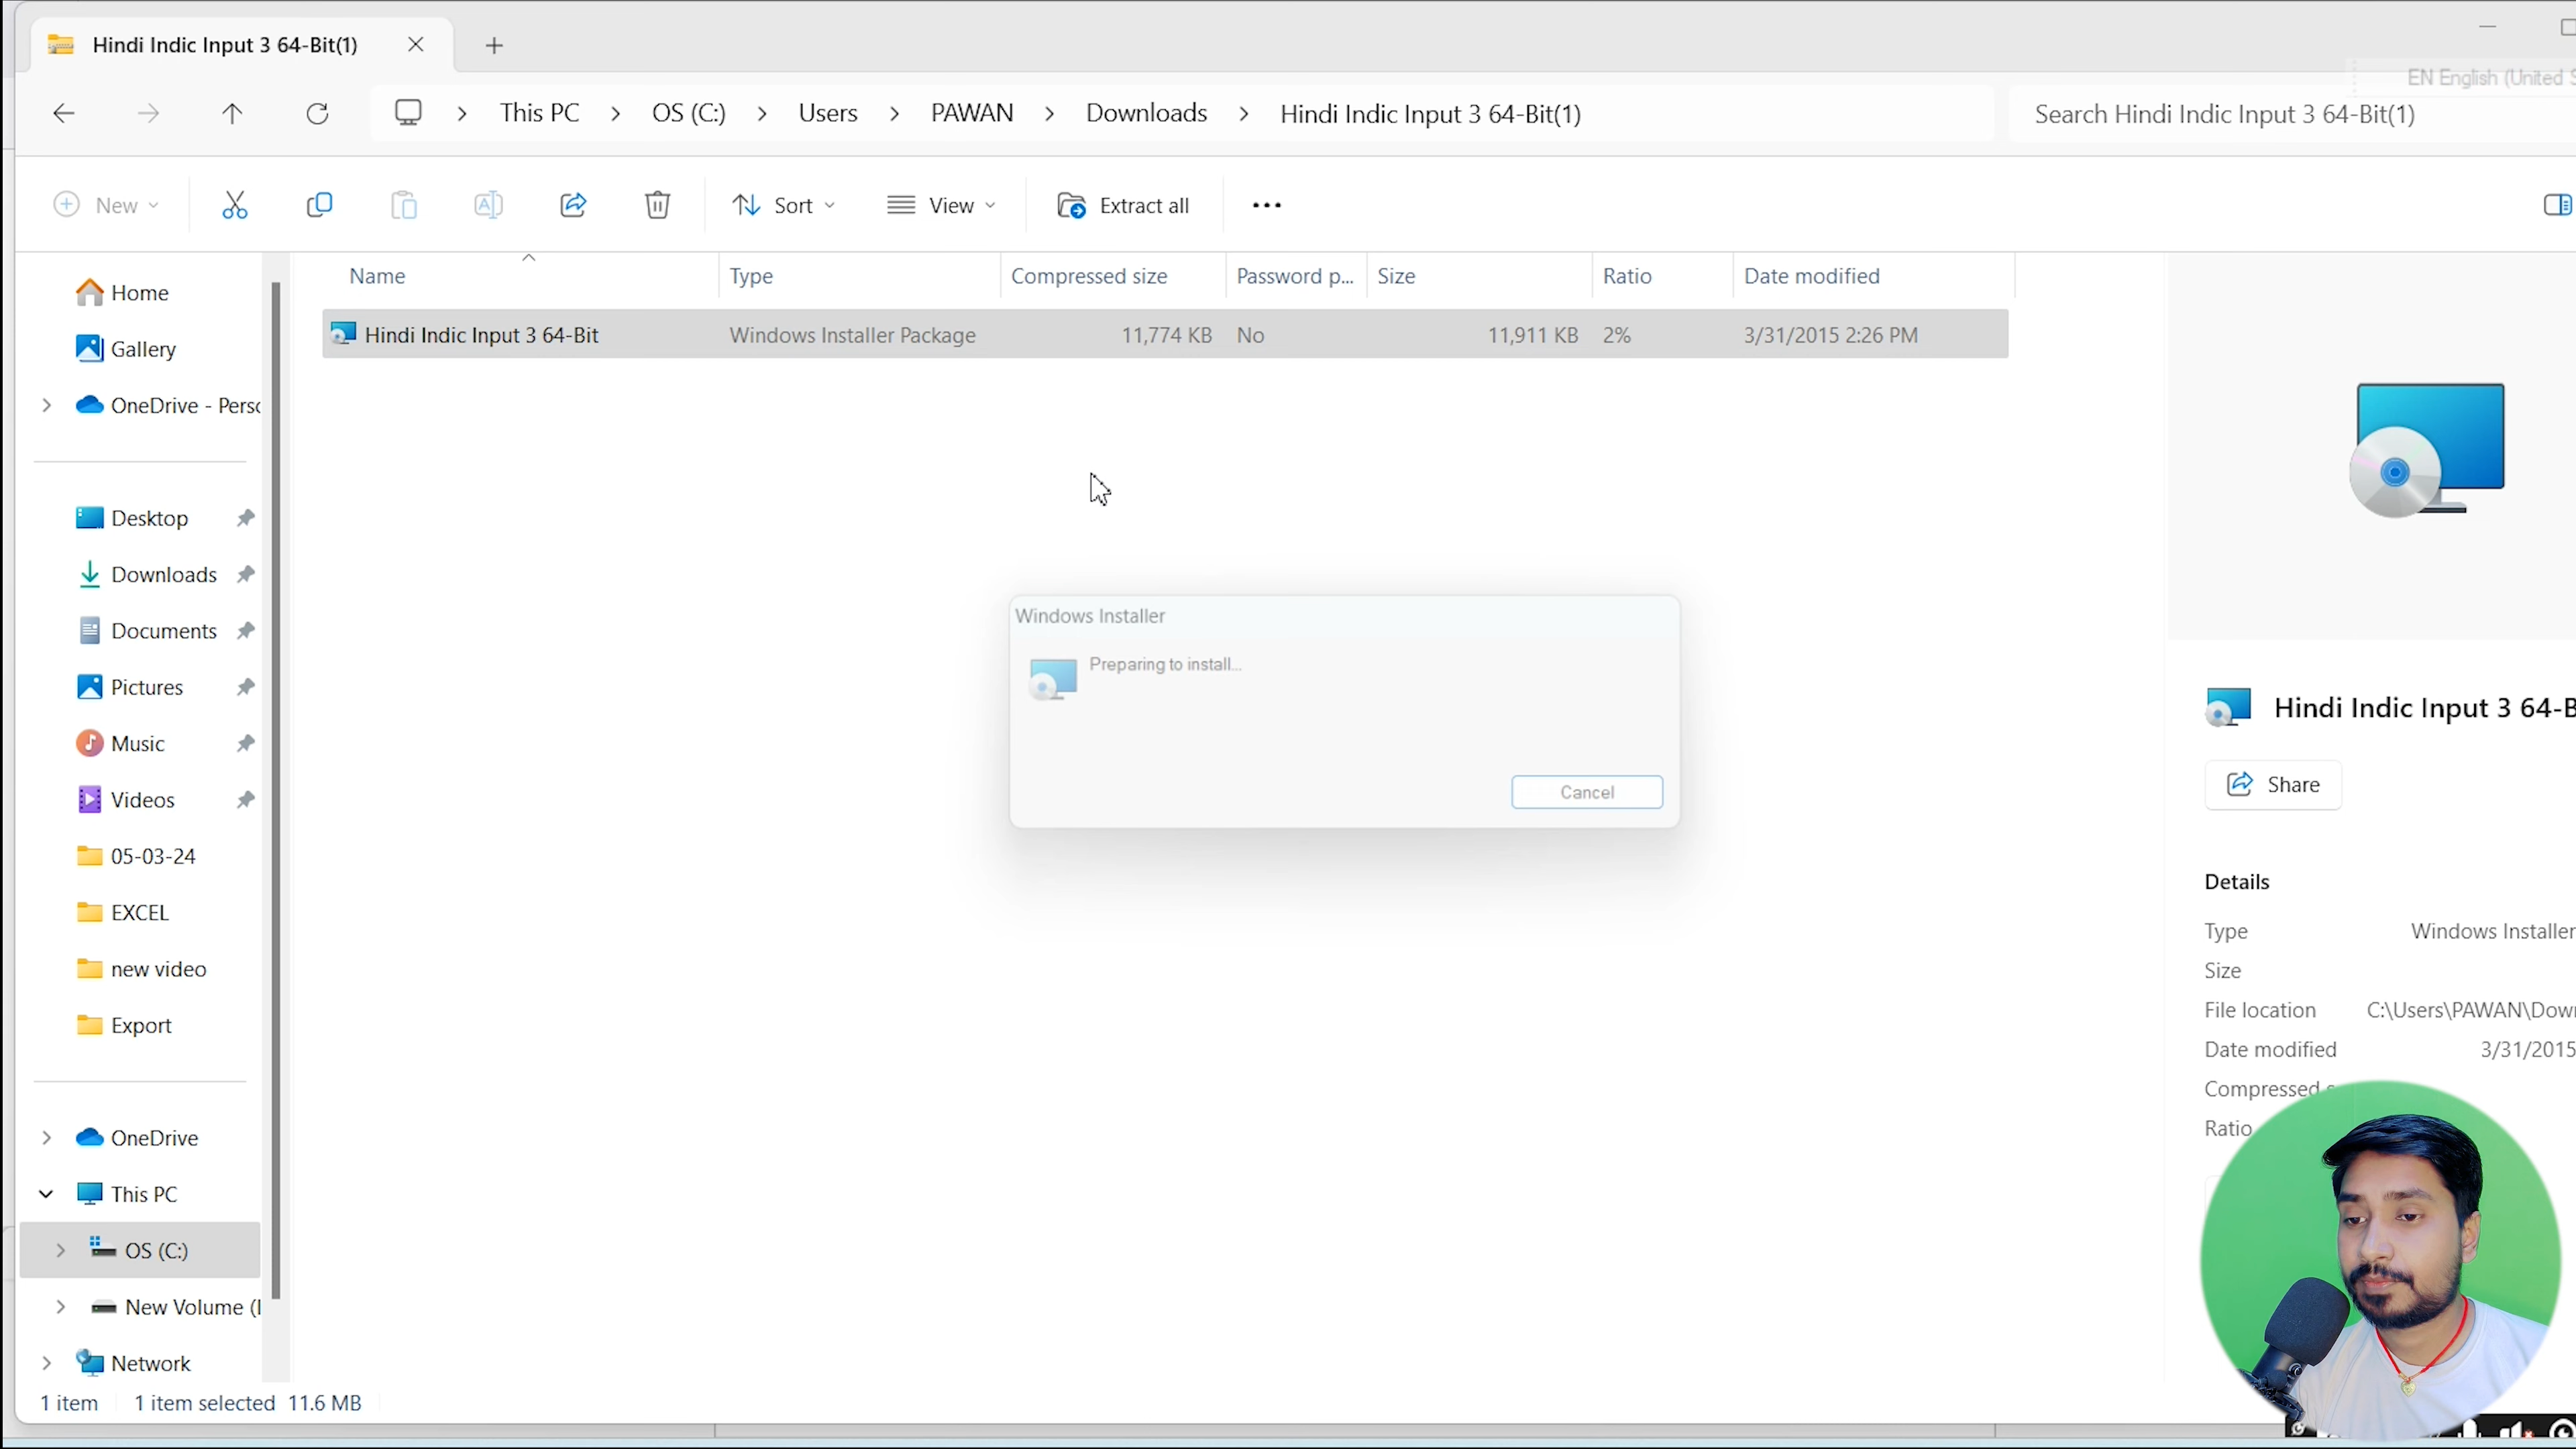 Hindi Indic Input 3 64-Bit(1)
EN English (United
This PC > OS (C:) > Users > PAWAN > Downloads > Hindi Indic Input 3 64-Bit(1)
Search Hindi Indic Input 3 64-Bit(1)
New
Sort
View
Extract all
Name Type Compressed size Password p... Size Ratio Date modified
Hindi Indic Input 3 64-Bit Windows Installer Package 11,774 KB No 11,911 KB 2% 3/31/2015 2:26 PM
Home
Gallery
OneDrive - Persc
Desktop
Downloads
Documents
Pictures
Music
Videos
05-03-24
EXCEL
new video
Export
OneDrive
This PC
OS (C:)
New Volume (
Network
1 item 1 item selected 11.6 MB
Windows Installer
Preparing to install...
Cancel
Hindi Indic Input 3 64-B
Share
Details
Type Windows Installer
Size
File location C:\Users\PAWAN\Dow
Date modified 3/31/2015
Compressed
Ratio